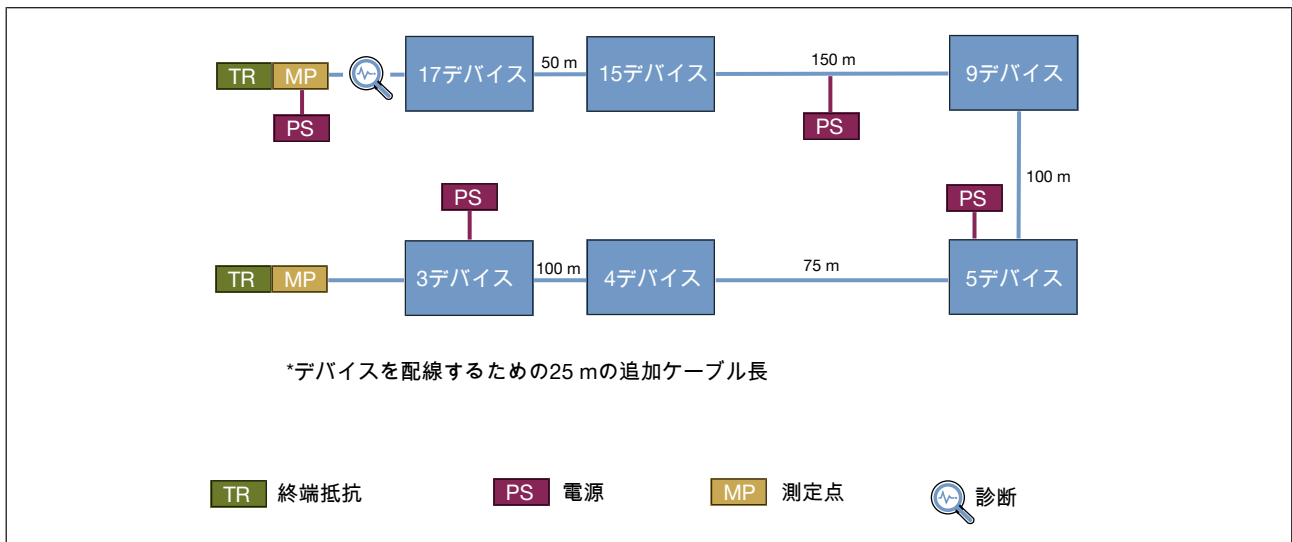 TR MP 17デバイス 50 m 15デバイス 150 m 9デバイス
PS PS
100 m
PS PS
TR MP 3デバイス 100 m 4デバイス 75 m 5デバイス
*デバイスを配線するための25 mの追加ケーブル長
TR 終端抵抗 PS 電源 MP 測定点 診断